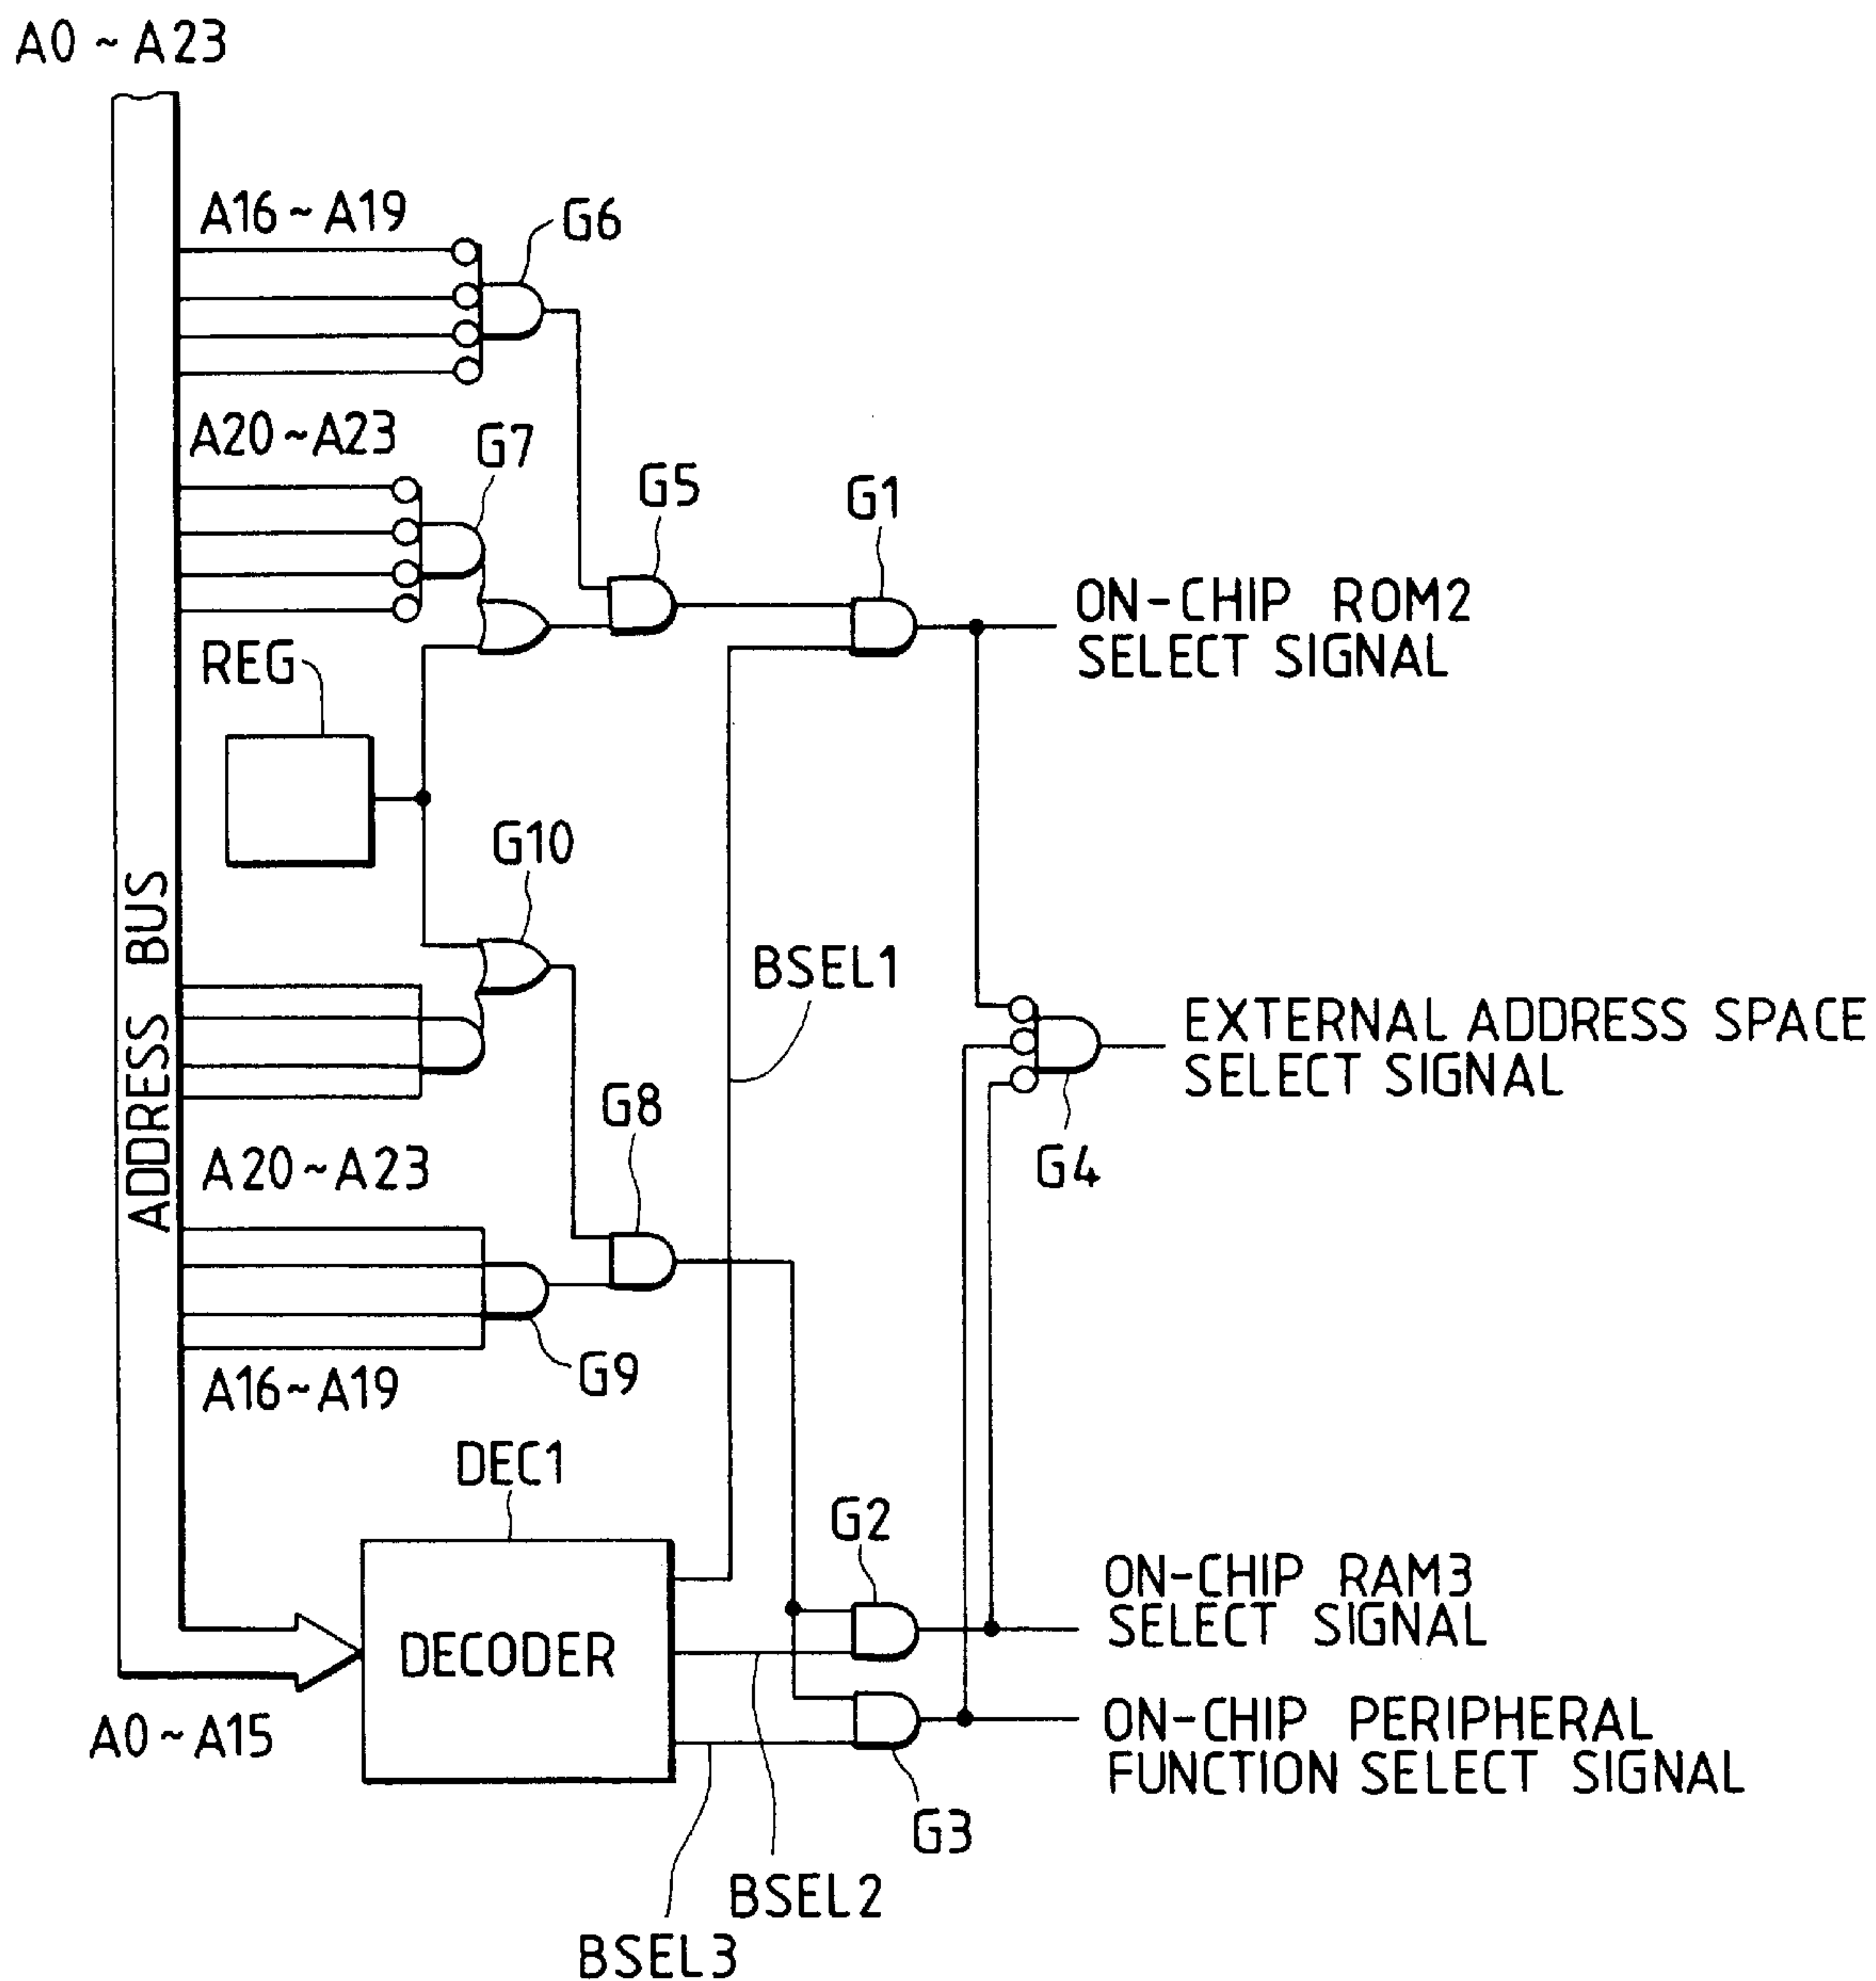 A0 ~ A23
A16 ~ A19
G6
A20 ~ A23
G7
G5
G1
ON-CHIP ROM2
SELECT SIGNAL
REG
G10
ADDRESS BUS
BSEL1
EXTERNAL ADDRESS SPACE
SELECT SIGNAL
G8
G4
A20 ~ A23
G9
A16 ~ A19
DEC1
G2
ON-CHIP RAM3
SELECT SIGNAL
DECODER
A0 ~ A15
ON-CHIP PERIPHERAL
FUNCTION SELECT SIGNAL
G3
BSEL2
BSEL3